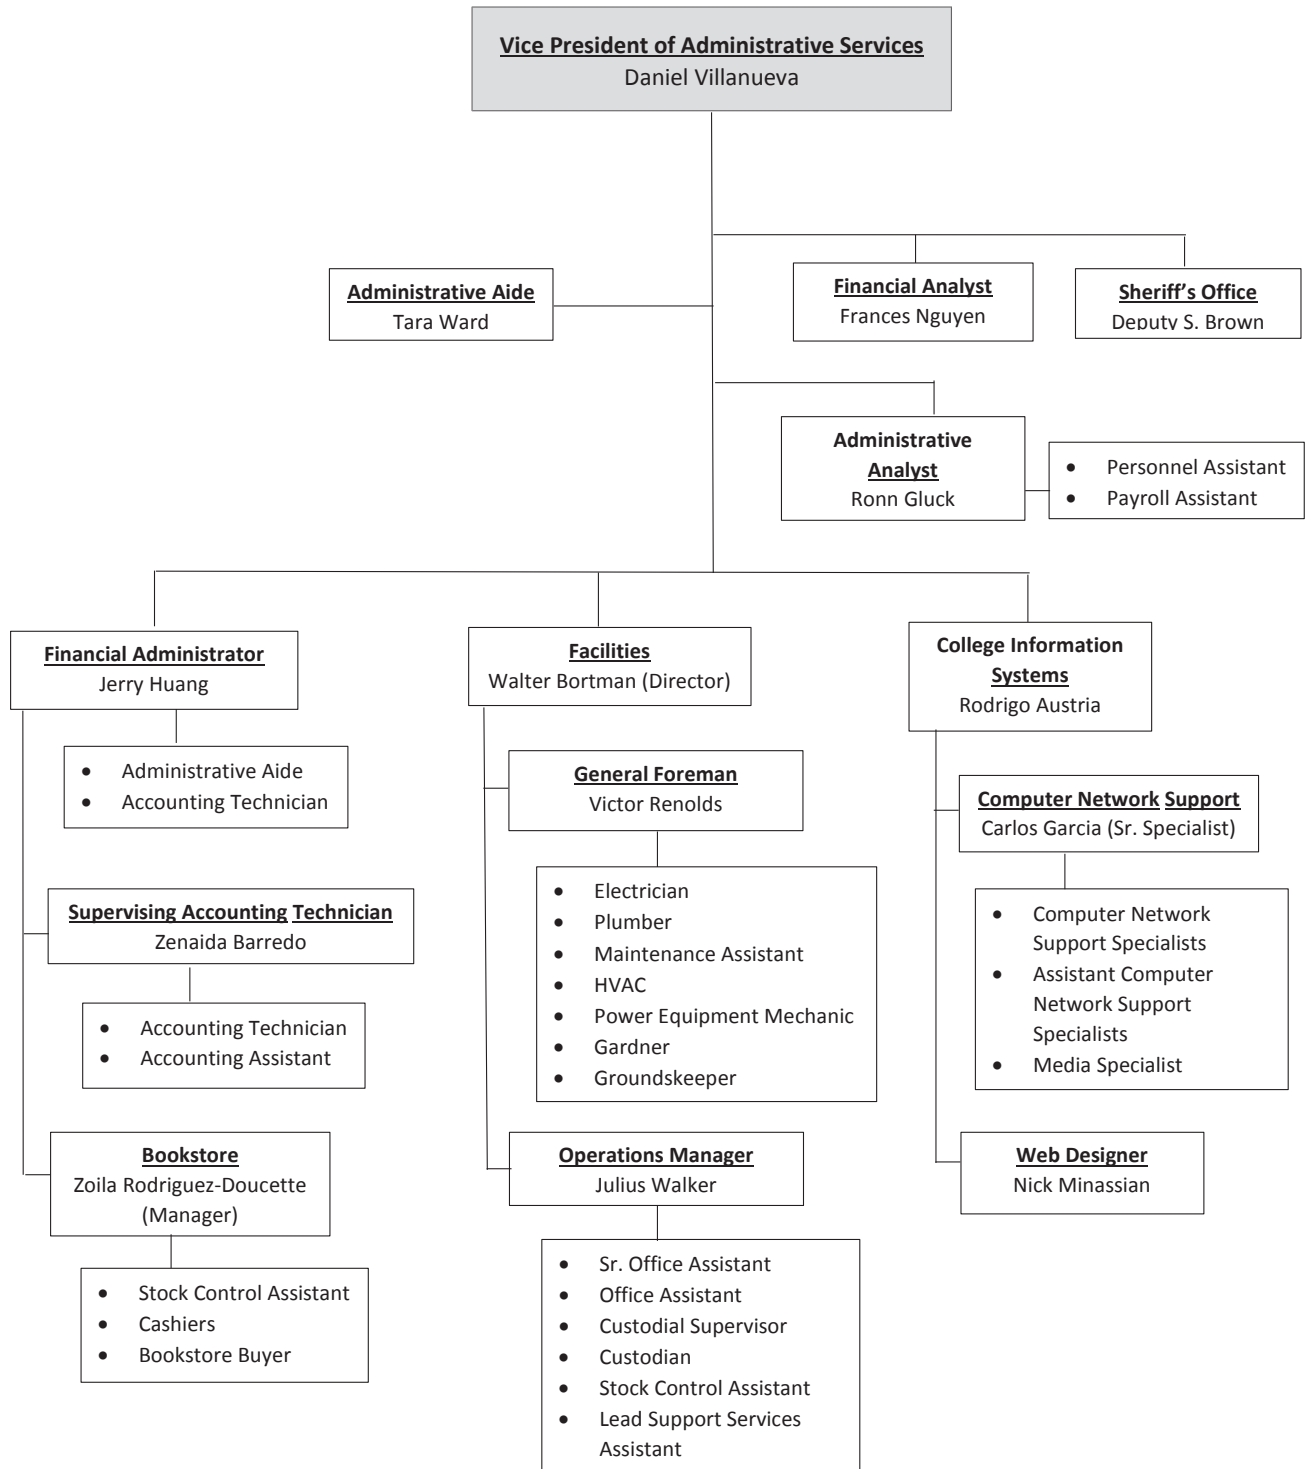 Vice President of Administrative Services
Daniel Villanueva
Administrative Aide
Tara Ward
Financial Analyst
Frances Nguyen
Sheriff's Office
Deputy S. Brown
Administrative
Analyst
Ronn Gluck
• Personnel Assistant
• Payroll Assistant
Financial Administrator
Jerry Huang
• Administrative Aide
• Accounting Technician
Supervising Accounting Technician
Zenaida Barredo
• Accounting Technician
• Accounting Assistant
Bookstore
Zoila Rodriguez-Doucette
(Manager)
• Stock Control Assistant
• Cashiers
• Bookstore Buyer
Facilities
Walter Bortman (Director)
General Foreman
Victor Renolds
• Electrician
• Plumber
• Maintenance Assistant
• HVAC
• Power Equipment Mechanic
• Gardner
• Groundskeeper
Operations Manager
Julius Walker
• Sr. Office Assistant
• Office Assistant
• Custodial Supervisor
• Custodian
• Stock Control Assistant
• Lead Support Services
Assistant
College Information
Systems
Rodrigo Austria
Computer Network Support
Carlos Garcia (Sr. Specialist)
• Computer Network
Support Specialists
• Assistant Computer
Network Support
Specialists
• Media Specialist
Web Designer
Nick Minassian